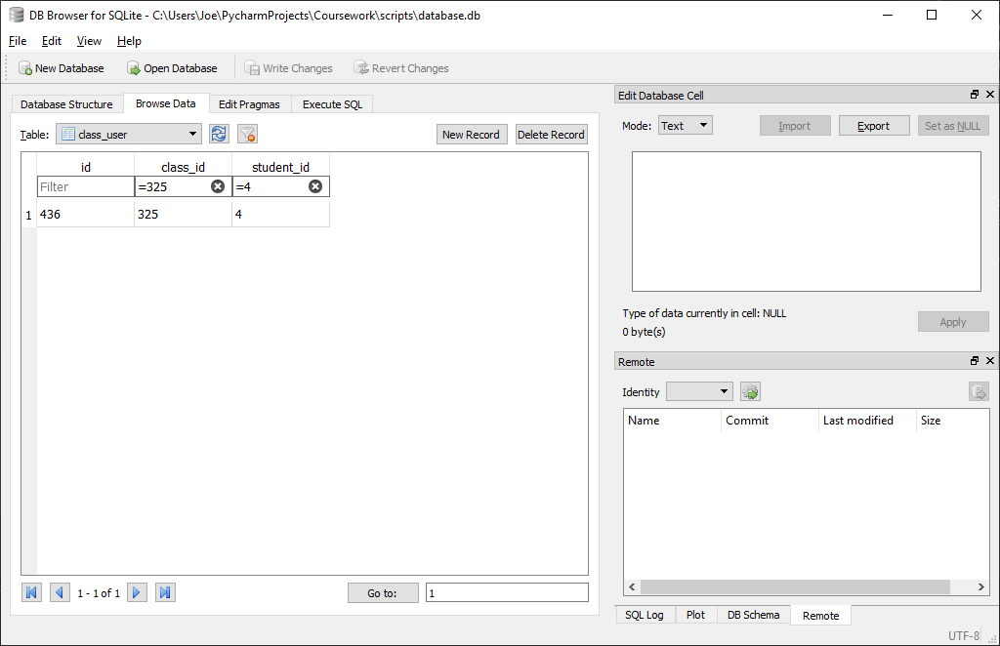 DB Browser for SQLite - C:\Users\Joe\PycharmProjects\Coursework\scripts\database.db
File Edit View Help
New Database Open Database Write Changes Revert Changes
Database Structure Browse Data Edit Pragmas Execute SQL
Table: class_user New Record Delete Record
id class_id student_id
Filter =325 =4
1 436 325 4
1 - 1 of 1 Go to: 1
Edit Database Cell
Mode: Text Import Export Set as NULL
Type of data currently in cell: NULL
0 byte(s)
Apply
Remote
Identity
Name Commit Last modified Size
SQL Log Plot DB Schema Remote
UTF-8